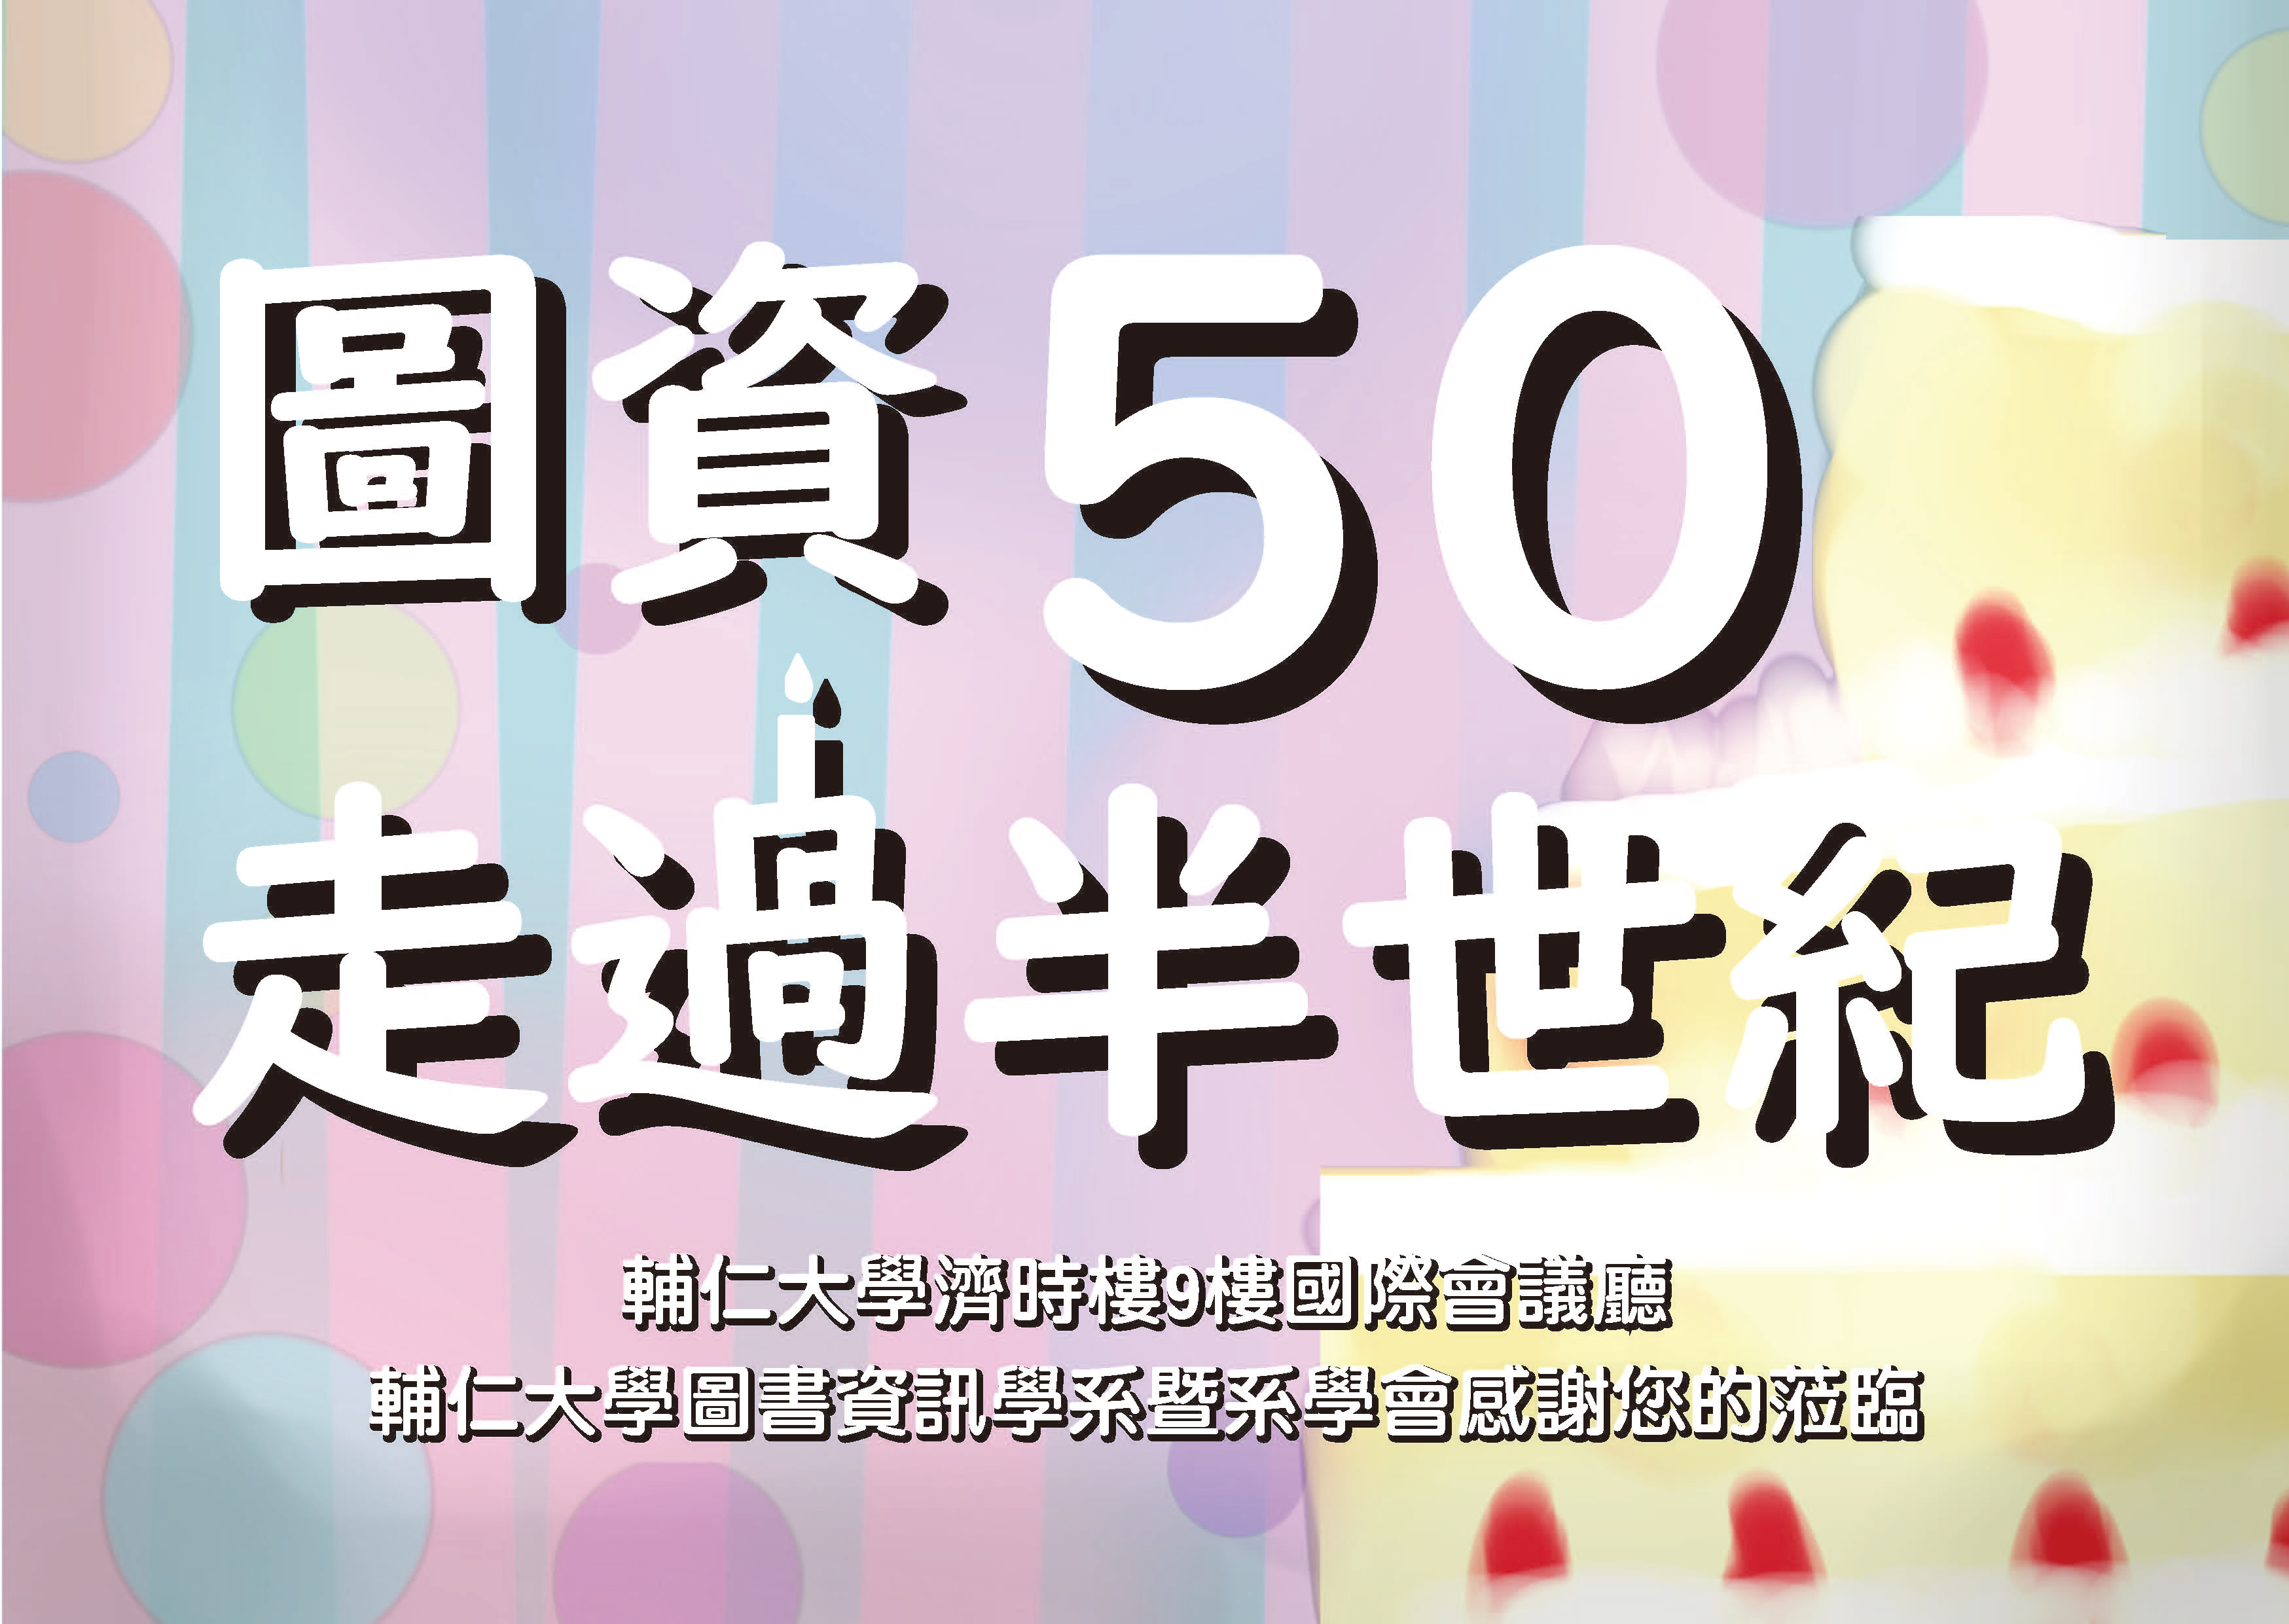 圖資50
走過半世紀
輔仁大學濟時樓9樓國際會議廳
輔仁大學圖書資訊學系暨系學會感謝您的蒞臨